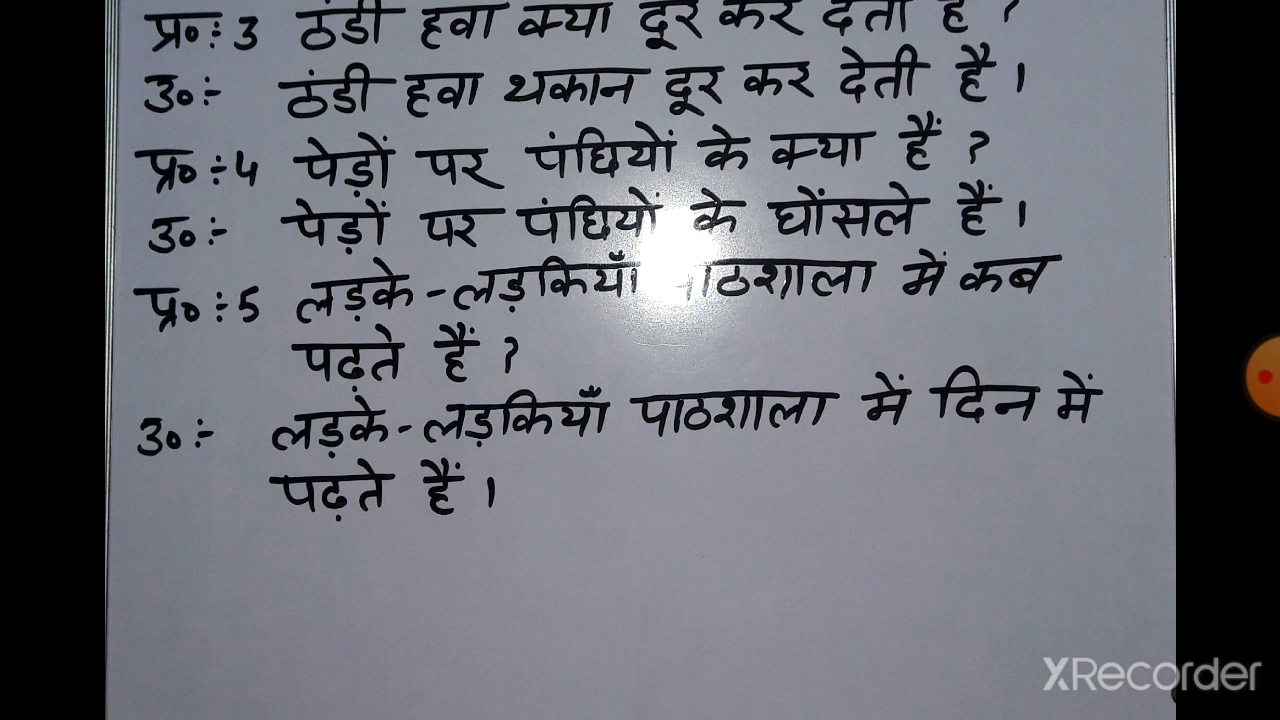 प्र०ः3 ठंडी हवा क्या दूर कर देती है ?
उ०ः- ठंडी हवा थकान दूर कर देती है ।
प्र०ः-4 पेड़ों पर पंछियों के क्या हैं ?
उ०ः- पेड़ों पर पंछियों के घोंसले हैं ।
प्र०ः5 लड़के-लड़कियाँ पाठशाला में कब
पढ़ते हैं ?
उ०ः- लड़के-लड़कियाँ पाठशाला में दिन में
पढ़ते हैं ।
XRecorder